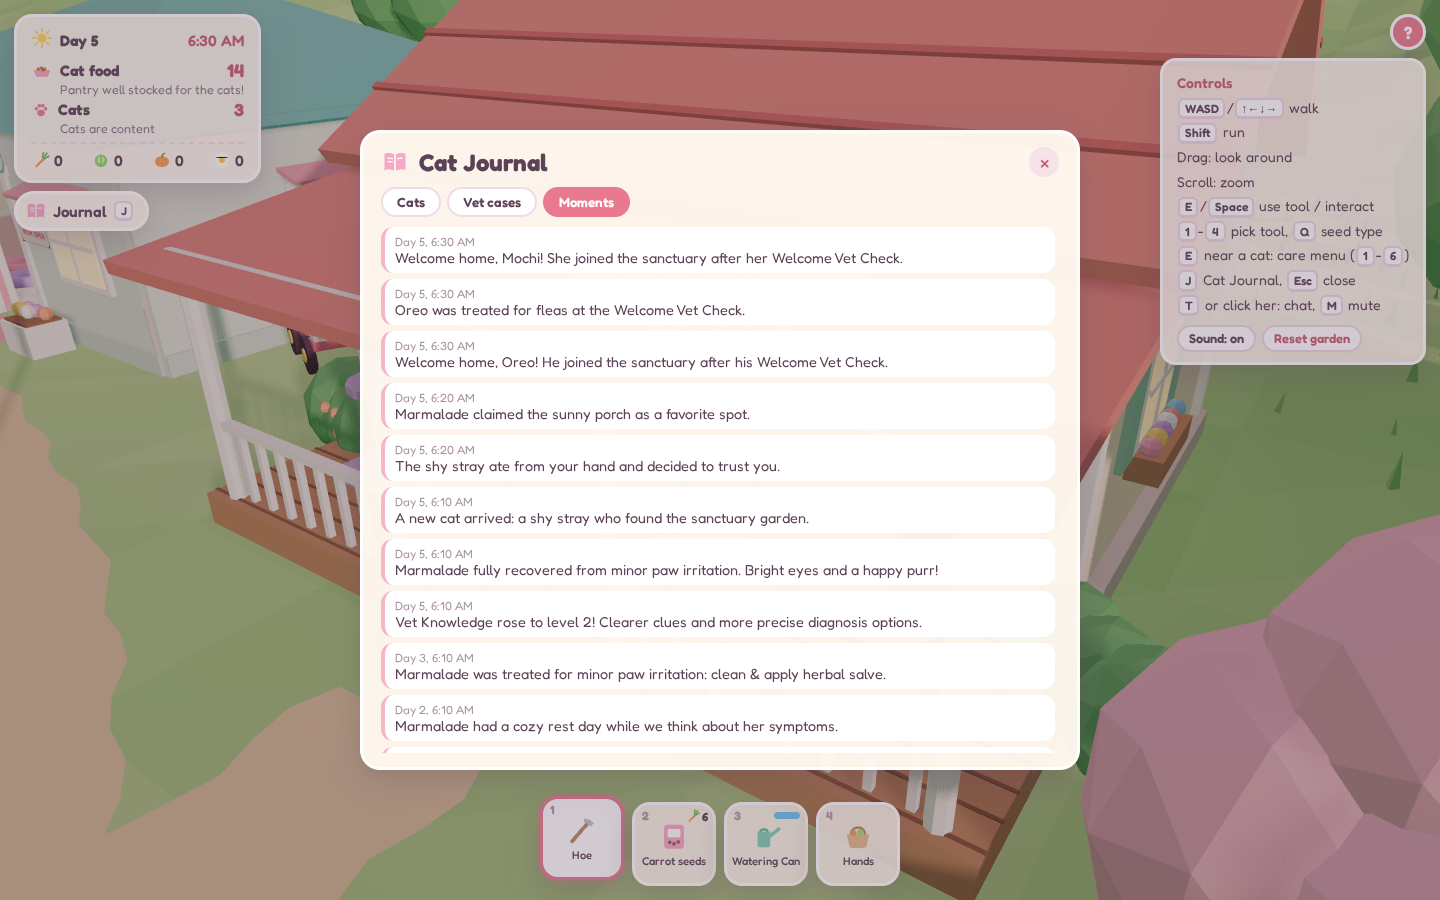 Day 5 6:30 AM
Cat food 14
Pantry well stocked for the cats!
Cats 3
Cats are content
0 0 0 0
Journal J
Cat Journal
×
Cats Vet cases Moments
Day 5, 6:30 AM
Welcome home, Mochi! She joined the sanctuary after her Welcome Vet Check.
Day 5, 6:30 AM
Oreo was treated for fleas at the Welcome Vet Check.
Day 5, 6:30 AM
Welcome home, Oreo! He joined the sanctuary after his Welcome Vet Check.
Day 5, 6:20 AM
Marmalade claimed the sunny porch as a favorite spot.
Day 5, 6:20 AM
The shy stray ate from your hand and decided to trust you.
Day 5, 6:10 AM
A new cat arrived: a shy stray who found the sanctuary garden.
Day 5, 6:10 AM
Marmalade fully recovered from minor paw irritation. Bright eyes and a happy purr!
Day 5, 6:10 AM
Vet Knowledge rose to level 2! Clearer clues and more precise diagnosis options.
Day 3, 6:10 AM
Marmalade was treated for minor paw irritation: clean & apply herbal salve.
Day 2, 6:10 AM
Marmalade had a cozy rest day while we think about her symptoms.
?
Controls
WASD / ↑←↓→ walk
Shift run
Drag: look around
Scroll: zoom
E / Space use tool / interact
1 - 4 pick tool, Q seed type
E near a cat: care menu ( 1 - 6 )
J Cat Journal, Esc close
T or click her: chat, M mute
Sound: on Reset garden
1
Hoe
2 6
Carrot seeds
3
Watering Can
4
Hands